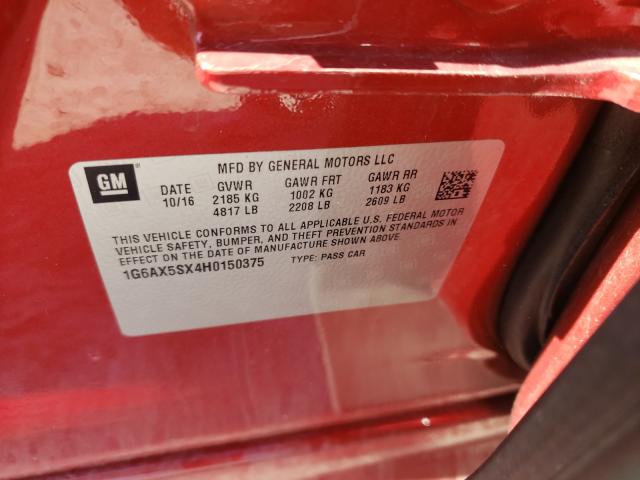 GM
MFD BY GENERAL MOTORS LLC
DATE GVWR GAWR FRT GAWR RR
10/16 2185 KG 1002 KG 1183 KG
4817 LB 2208 LB 2609 LB
THIS VEHICLE CONFORMS TO ALL APPLICABLE U.S. FEDERAL MOTOR
VEHICLE SAFETY, BUMPER, AND THEFT PREVENTION STANDARDS IN
EFFECT ON THE DATE OF MANUFACTURE SHOWN ABOVE.
1G6AX5SX4H0150375 TYPE: PASS CAR